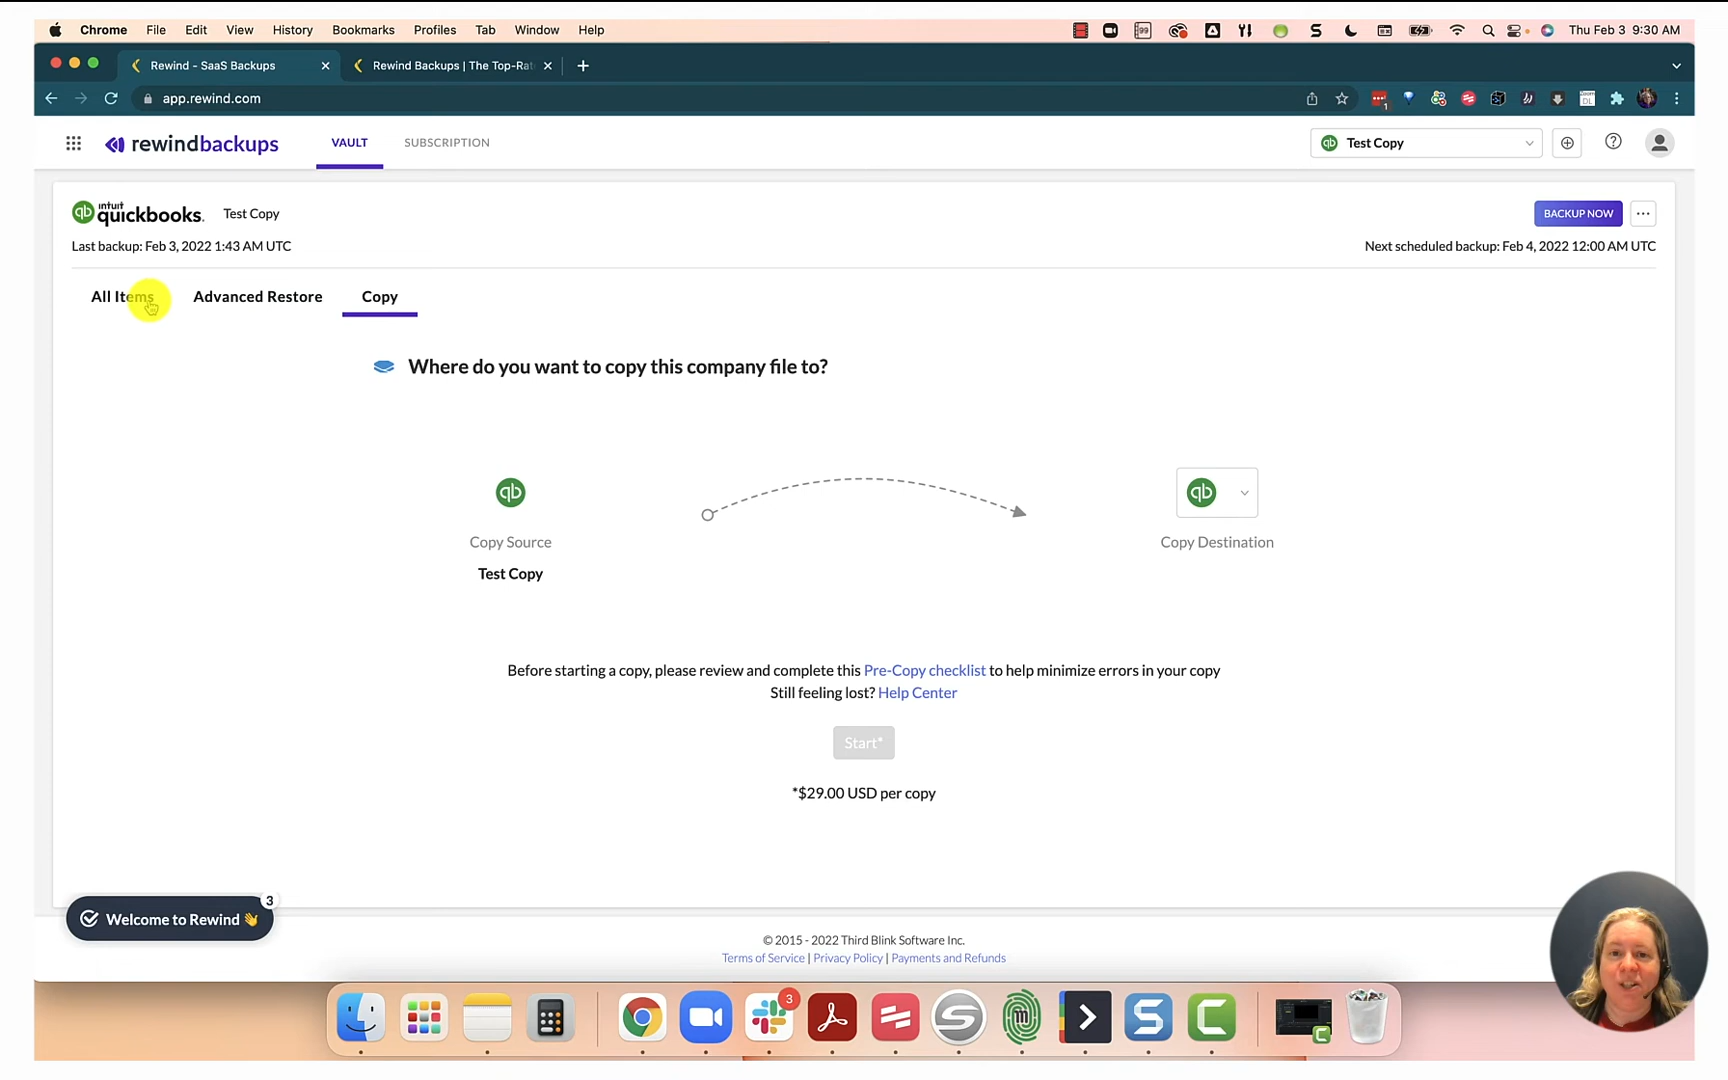 Chrome File Edit View History Bookmarks Profiles Tab Window Help Thu Feb 3 9:30 AM
Rewind - SaaS Backups
Rewind Backups | The Top-Rat
app.rewind.com
rewindbackups VAULT SUBSCRIPTION qb Test Copy
intuit
qb quickbooks. Test Copy BACKUP NOW
Last backup: Feb 3, 2022 1:43 AM UTC Next scheduled backup: Feb 4, 2022 12:00 AM UTC
All Items Advanced Restore Copy
Where do you want to copy this company file to?
qb qb
Copy Source Copy Destination
Test Copy
Before starting a copy, please review and complete this Pre-Copy checklist to help minimize errors in your copy
Still feeling lost? Help Center
Start*
*$29.00 USD per copy
3
Welcome to Rewind 👋
© 2015 - 2022 Third Blink Software Inc.
Terms of Service | Privacy Policy | Payments and Refunds
3